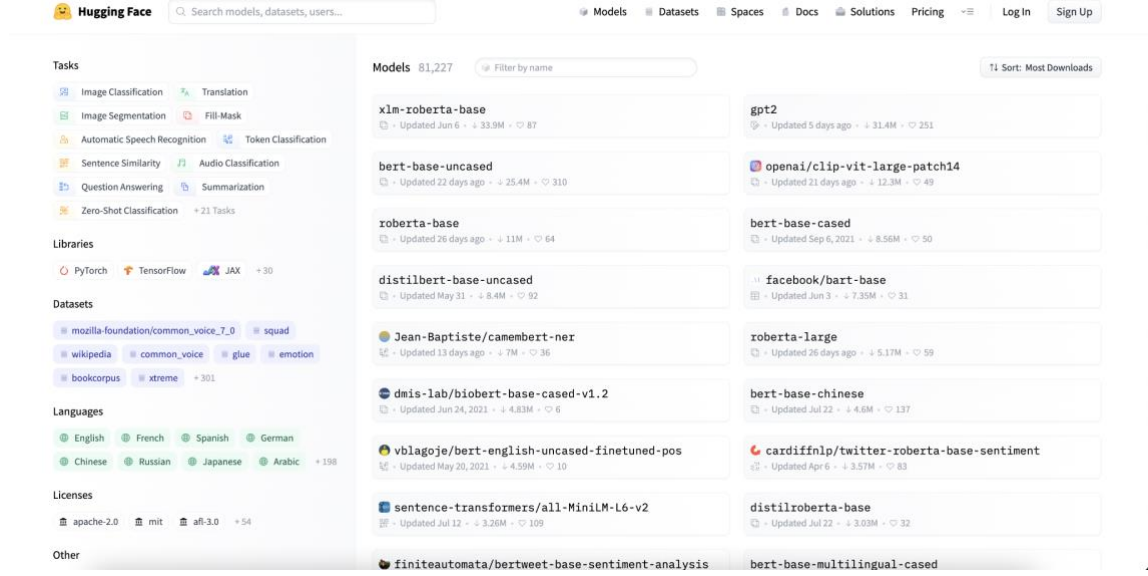 Hugging Face
Search models, datasets, users...
Models Datasets Spaces Docs Solutions Pricing Log In Sign Up
Tasks
Image Classification Translation
Image Segmentation Fill-Mask
Automatic Speech Recognition Token Classification
Sentence Similarity Audio Classification
Question Answering Summarization
Zero-Shot Classification + 21 Tasks
Libraries
PyTorch TensorFlow JAX + 30
Datasets
mozilla-foundation/common_voice_7_0 squad
wikipedia common_voice glue emotion
bookcorpus xtreme + 301
Languages
English French Spanish German
Chinese Russian Japanese Arabic + 198
Licenses
apache-2.0 mit afl-3.0 + 54
Other
Models 81,227 Filter by name Sort: Most Downloads
xlm-roberta-base
Updated Jun 6 • ↓ 33.9M • ♡ 87
gpt2
Updated 5 days ago • ↓ 31.4M • ♡ 251
bert-base-uncased
Updated 22 days ago • ↓ 25.4M • ♡ 310
openai/clip-vit-large-patch14
Updated 21 days ago • ↓ 12.3M • ♡ 49
roberta-base
Updated 26 days ago • ↓ 11M • ♡ 64
bert-base-cased
Updated Sep 6, 2021 • ↓ 8.56M • ♡ 50
distilbert-base-uncased
Updated May 31 • ↓ 8.4M • ♡ 92
facebook/bart-base
Updated Jun 3 • ↓ 7.35M • ♡ 31
Jean-Baptiste/camembert-ner
Updated 13 days ago • ↓ 7M • ♡ 36
roberta-large
Updated 26 days ago • ↓ 5.17M • ♡ 59
dmis-lab/biobert-base-cased-v1.2
Updated Jun 24, 2021 • ↓ 4.83M • ♡ 6
bert-base-chinese
Updated Jul 22 • ↓ 4.6M • ♡ 137
vblagoje/bert-english-uncased-finetuned-pos
Updated May 20, 2021 • ↓ 4.59M • ♡ 10
cardiffnlp/twitter-roberta-base-sentiment
Updated Apr 6 • ↓ 3.57M • ♡ 83
sentence-transformers/all-MiniLM-L6-v2
Updated Jul 12 • ↓ 3.26M • ♡ 109
distilroberta-base
Updated Jul 22 • ↓ 3.03M • ♡ 32
finiteautomata/bertweet-base-sentiment-analysis
bert-base-multilingual-cased